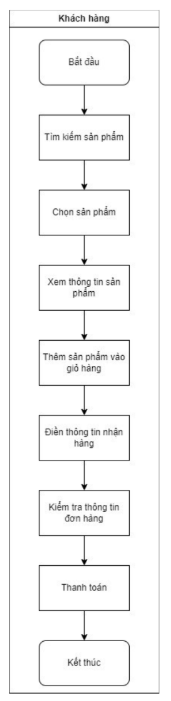 Khách hàng
Bắt đầu
Tìm kiếm sản phẩm
Chọn sản phẩm
Xem thông tin sản
phẩm
Thêm sản phẩm vào
giỏ hàng
Điền thông tin nhận
hàng
Kiểm tra thông tin
đơn hàng
Thanh toán
Kết thúc